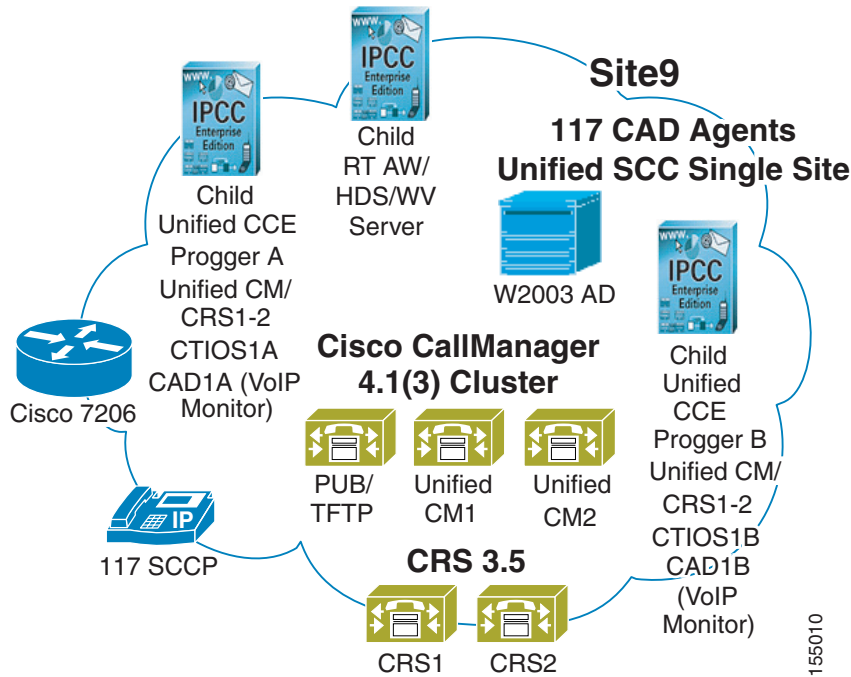 www.
IPCC
Enterprise
Edition
Child
RT AW/
HDS/WV
Server
Site9
117 CAD Agents
Unified SCC Single Site
www.
IPCC
Enterprise
Edition
Child
Unified CCE
Progger A
Unified CM/
CRS1-2
CTIOS1A
CAD1A (VoIP
Monitor)
W2003 AD
www.
IPCC
Enterprise
Edition
Child
Unified
CCE
Progger B
Unified CM/
CRS1-2
CTIOS1B
CAD1B
(VoIP
Monitor)
Cisco 7206
Cisco CallManager
4.1(3) Cluster
PUB/
TFTP
Unified
CM1
Unified
CM2
IP
117 SCCP
CRS 3.5
CRS1
CRS2
155010